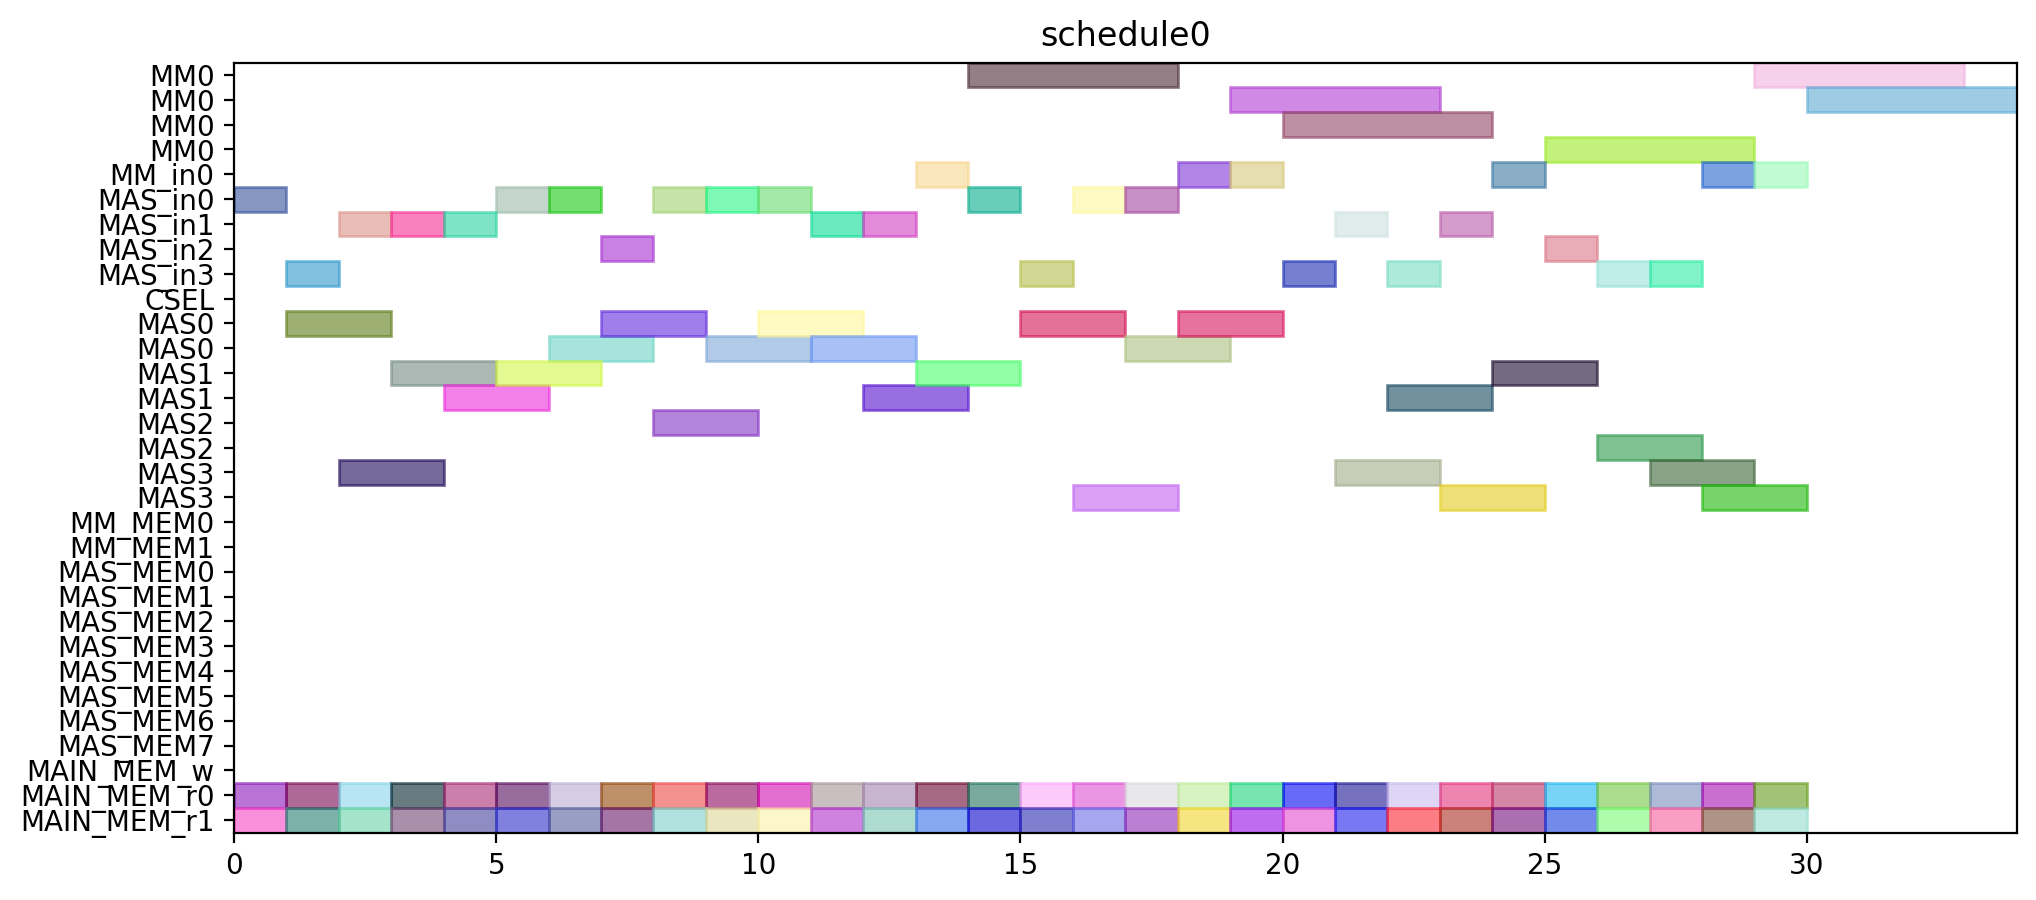 schedule0
MM0
MM0
MM0
MM0
MM_in0
MAS_in0
MAS_in1
MAS_in2
MAS_in3
CSEL
MAS0
MAS0
MAS1
MAS1
MAS2
MAS2
MAS3
MAS3
MM_MEM0
MM_MEM1
MAS_MEM0
MAS_MEM1
MAS_MEM2
MAS_MEM3
MAS_MEM4
MAS_MEM5
MAS_MEM6
MAS_MEM7
MAIN_MEM_w
MAIN_MEM_r0
MAIN_MEM_r1
0 5 10 15 20 25 30